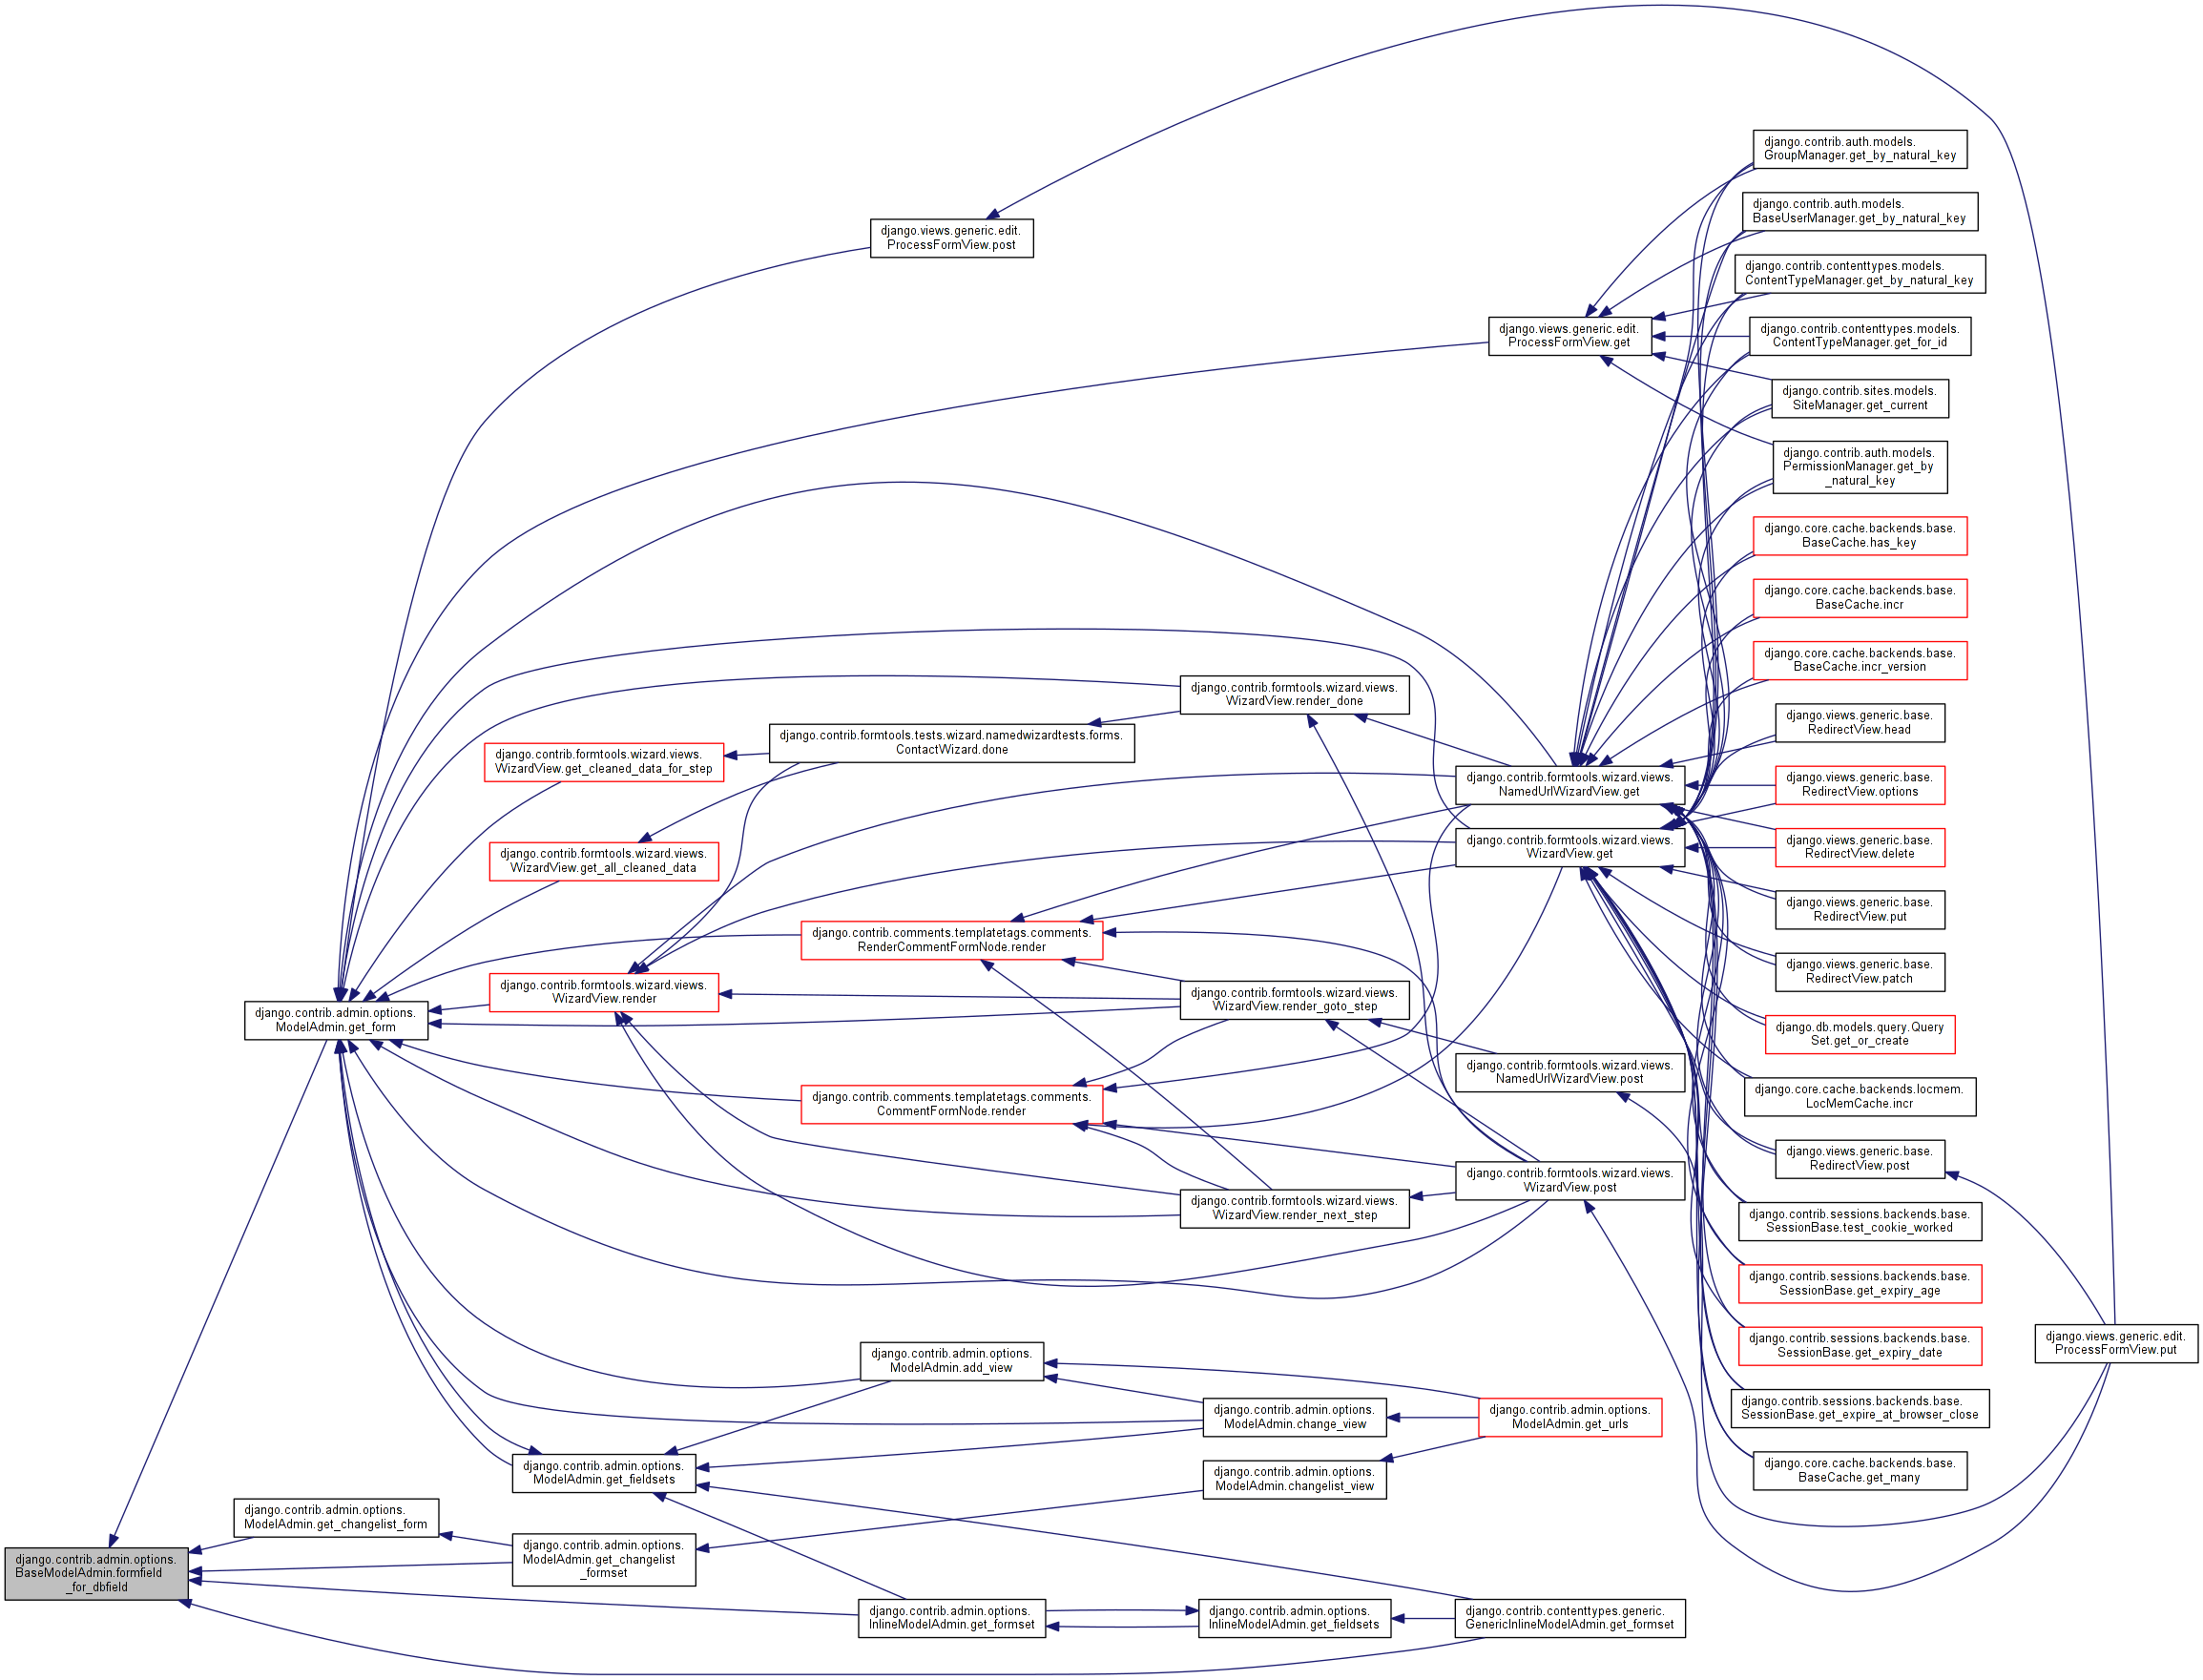 django.contrib.admin.options.
BaseModelAdmin.formfield
_for_dbfield
django.contrib.admin.options.
ModelAdmin.get_form
django.contrib.admin.options.
ModelAdmin.get_changelist_form
django.contrib.formtools.wizard.views.
WizardView.get_cleaned_data_for_step
django.contrib.formtools.wizard.views.
WizardView.get_all_cleaned_data
django.contrib.formtools.wizard.views.
WizardView.render
django.contrib.admin.options.
ModelAdmin.get_fieldsets
django.contrib.admin.options.
ModelAdmin.get_changelist
_formset
django.views.generic.edit.
ProcessFormView.post
django.contrib.formtools.tests.wizard.namedwizardtests.forms.
ContactWizard.done
django.contrib.comments.templatetags.comments.
RenderCommentFormNode.render
django.contrib.comments.templatetags.comments.
CommentFormNode.render
django.contrib.admin.options.
ModelAdmin.add_view
django.contrib.admin.options.
InlineModelAdmin.get_formset
django.contrib.formtools.wizard.views.
WizardView.render_done
django.contrib.formtools.wizard.views.
WizardView.render_goto_step
django.contrib.formtools.wizard.views.
WizardView.render_next_step
django.contrib.admin.options.
ModelAdmin.change_view
django.contrib.admin.options.
ModelAdmin.changelist_view
django.contrib.admin.options.
InlineModelAdmin.get_fieldsets
django.views.generic.edit.
ProcessFormView.get
django.contrib.formtools.wizard.views.
NamedUrlWizardView.get
django.contrib.formtools.wizard.views.
WizardView.get
django.contrib.formtools.wizard.views.
NamedUrlWizardView.post
django.contrib.formtools.wizard.views.
WizardView.post
django.contrib.admin.options.
ModelAdmin.get_urls
django.contrib.contenttypes.generic.
GenericInlineModelAdmin.get_formset
django.contrib.auth.models.
GroupManager.get_by_natural_key
django.contrib.auth.models.
BaseUserManager.get_by_natural_key
django.contrib.contenttypes.models.
ContentTypeManager.get_by_natural_key
django.contrib.contenttypes.models.
ContentTypeManager.get_for_id
django.contrib.sites.models.
SiteManager.get_current
django.contrib.auth.models.
PermissionManager.get_by
_natural_key
django.core.cache.backends.base.
BaseCache.has_key
django.core.cache.backends.base.
BaseCache.incr
django.core.cache.backends.base.
BaseCache.incr_version
django.views.generic.base.
RedirectView.head
django.views.generic.base.
RedirectView.options
django.views.generic.base.
RedirectView.delete
django.views.generic.base.
RedirectView.put
django.views.generic.base.
RedirectView.patch
django.db.models.query.Query
Set.get_or_create
django.core.cache.backends.locmem.
LocMemCache.incr
django.views.generic.base.
RedirectView.post
django.contrib.sessions.backends.base.
SessionBase.test_cookie_worked
django.contrib.sessions.backends.base.
SessionBase.get_expiry_age
django.contrib.sessions.backends.base.
SessionBase.get_expiry_date
django.contrib.sessions.backends.base.
SessionBase.get_expire_at_browser_close
django.core.cache.backends.base.
BaseCache.get_many
django.views.generic.edit.
ProcessFormView.put